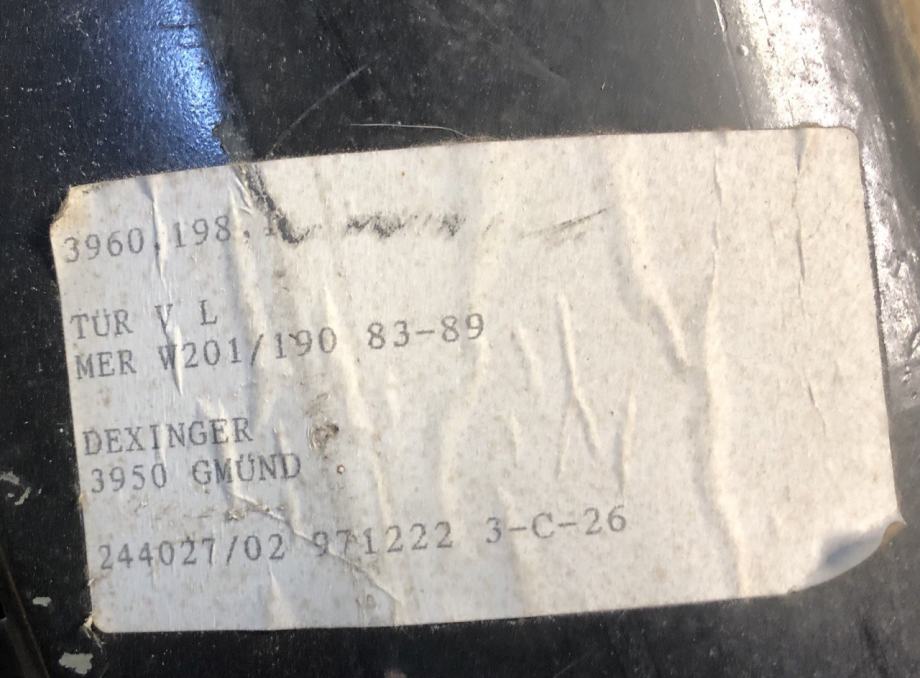 3960.198.
TÜR V L
MER W201/190 83-89
DEXINGER
3950 GMÜND
244027/02 971222 3-C-26